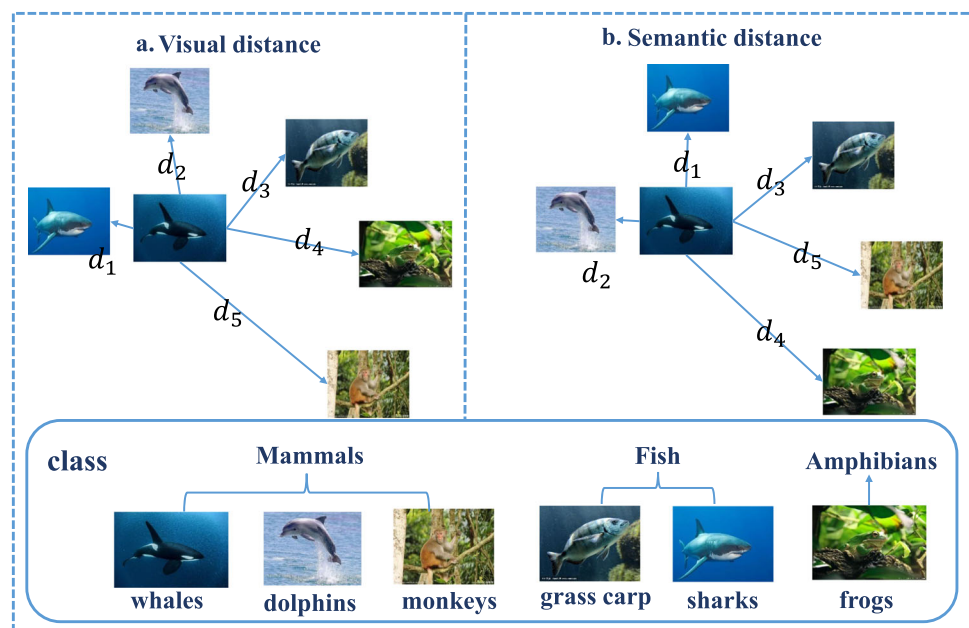 a. Visual distance
d₂
d₃
d₁
d₄
d₅
b. Semantic distance
d₁
d₃
d₂
d₅
d₄
class
Mammals
Fish
Amphibians
whales
dolphins
monkeys
grass carp
sharks
frogs